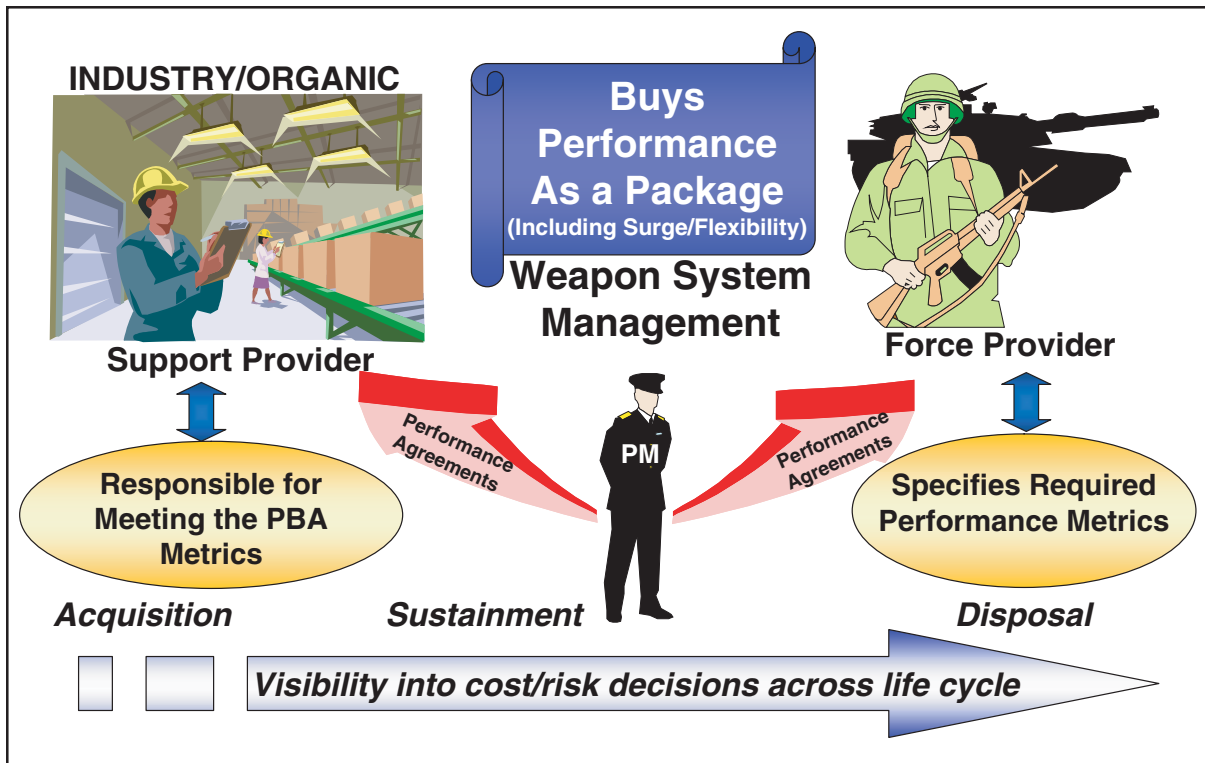 INDUSTRY/ORGANIC
Support Provider
Responsible for
Meeting the PBA
Metrics
Buys
Performance
As a Package
(Including Surge/Flexibility)
Weapon System
Management
Performance
Agreements
PM
Performance
Agreements
Force Provider
Specifies Required
Performance Metrics
Acquisition
Sustainment
Disposal
Visibility into cost/risk decisions across life cycle